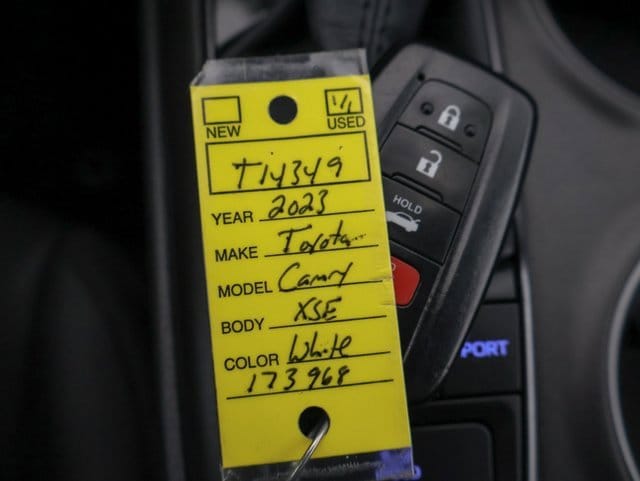 NEW USED
T14349
YEAR 2023
MAKE Toyota
MODEL Camry
BODY XSE
COLOR White
173968
HOLD
PORT